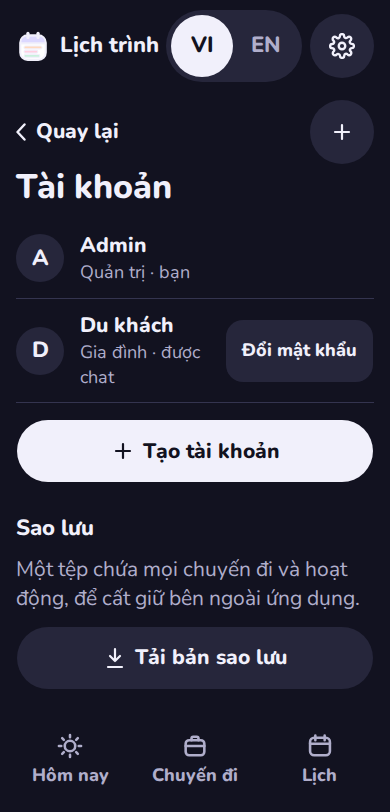 Lịch trình
VI
EN
Quay lại
Tài khoản
A
Admin
Quản trị · bạn
D
Du khách
Gia đình · được
chat
Đổi mật khẩu
Tạo tài khoản
Sao lưu
Một tệp chứa mọi chuyến đi và hoạt
động, để cất giữ bên ngoài ứng dụng.
Tải bản sao lưu
Hôm nay
Chuyến đi
Lịch